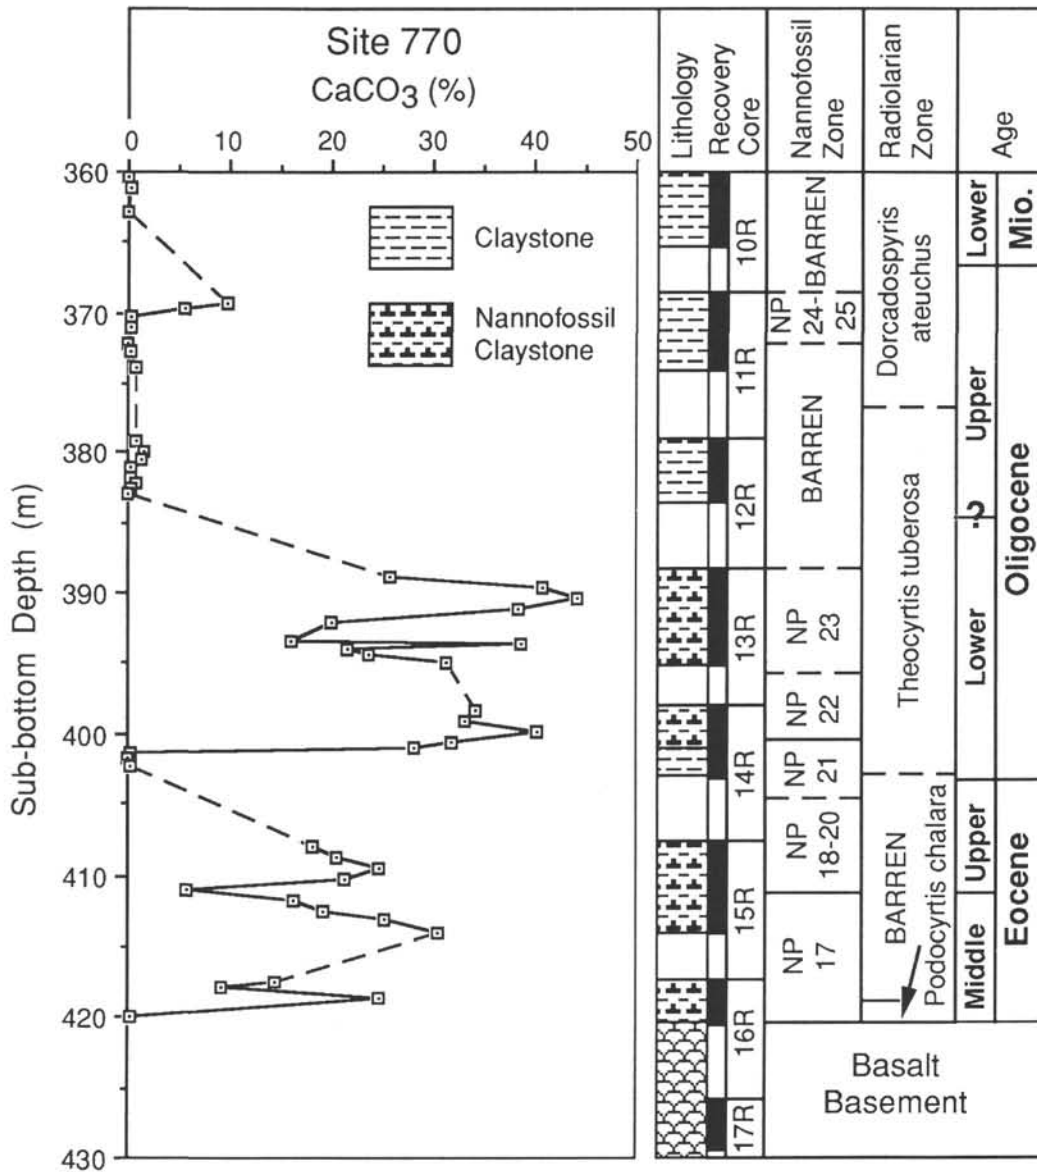 Site 770
CaCO3 (%)
0 10 20 30 40 50
Sub-bottom Depth (m)
360
370
380
390
400
410
420
430
Claystone
Nannofossil
Claystone
Lithology
Recovery
Core
Nannofossil
Zone
Radiolarian
Zone
Age
10R
11R
12R
13R
14R
15R
16R
17R
BARREN
NP
24-
25
BARREN
NP
23
NP
22
NP
21
NP
18-20
NP
17
Dorcadospyris
ateuchus
Theocyrtis tuberosa
BARREN
Podocyrtis chalara
Lower
Upper
?
Lower
Upper
Middle
Mio.
Oligocene
Eocene
Basalt
Basement